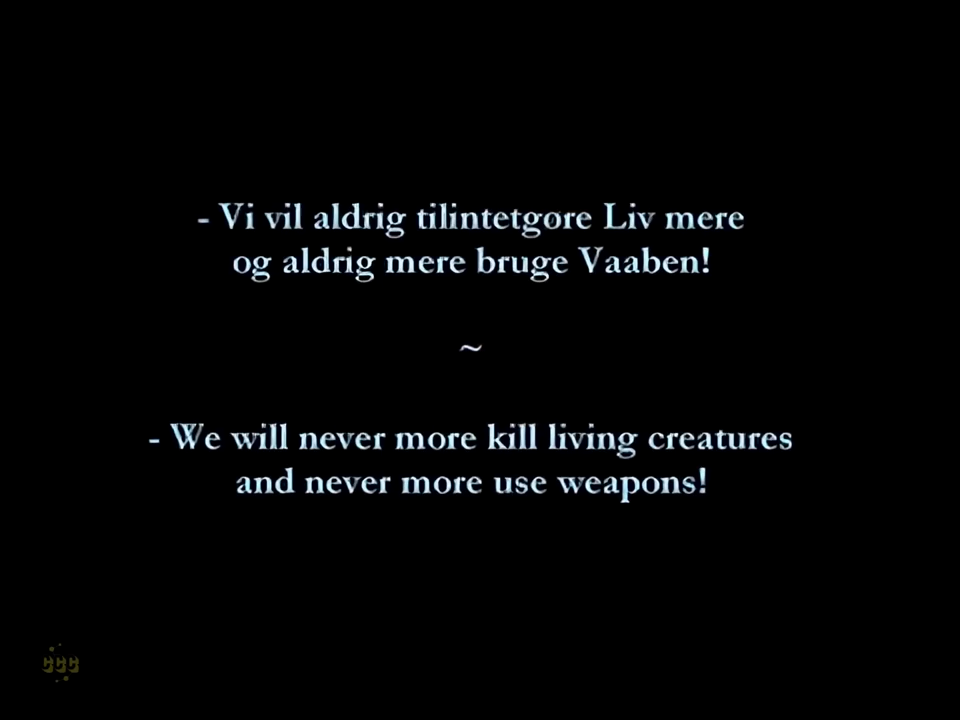 - Vi vil aldrig tilintetgøre Liv mere
og aldrig mere bruge Vaaben!
~
- We will never more kill living creatures
and never more use weapons!
CCC